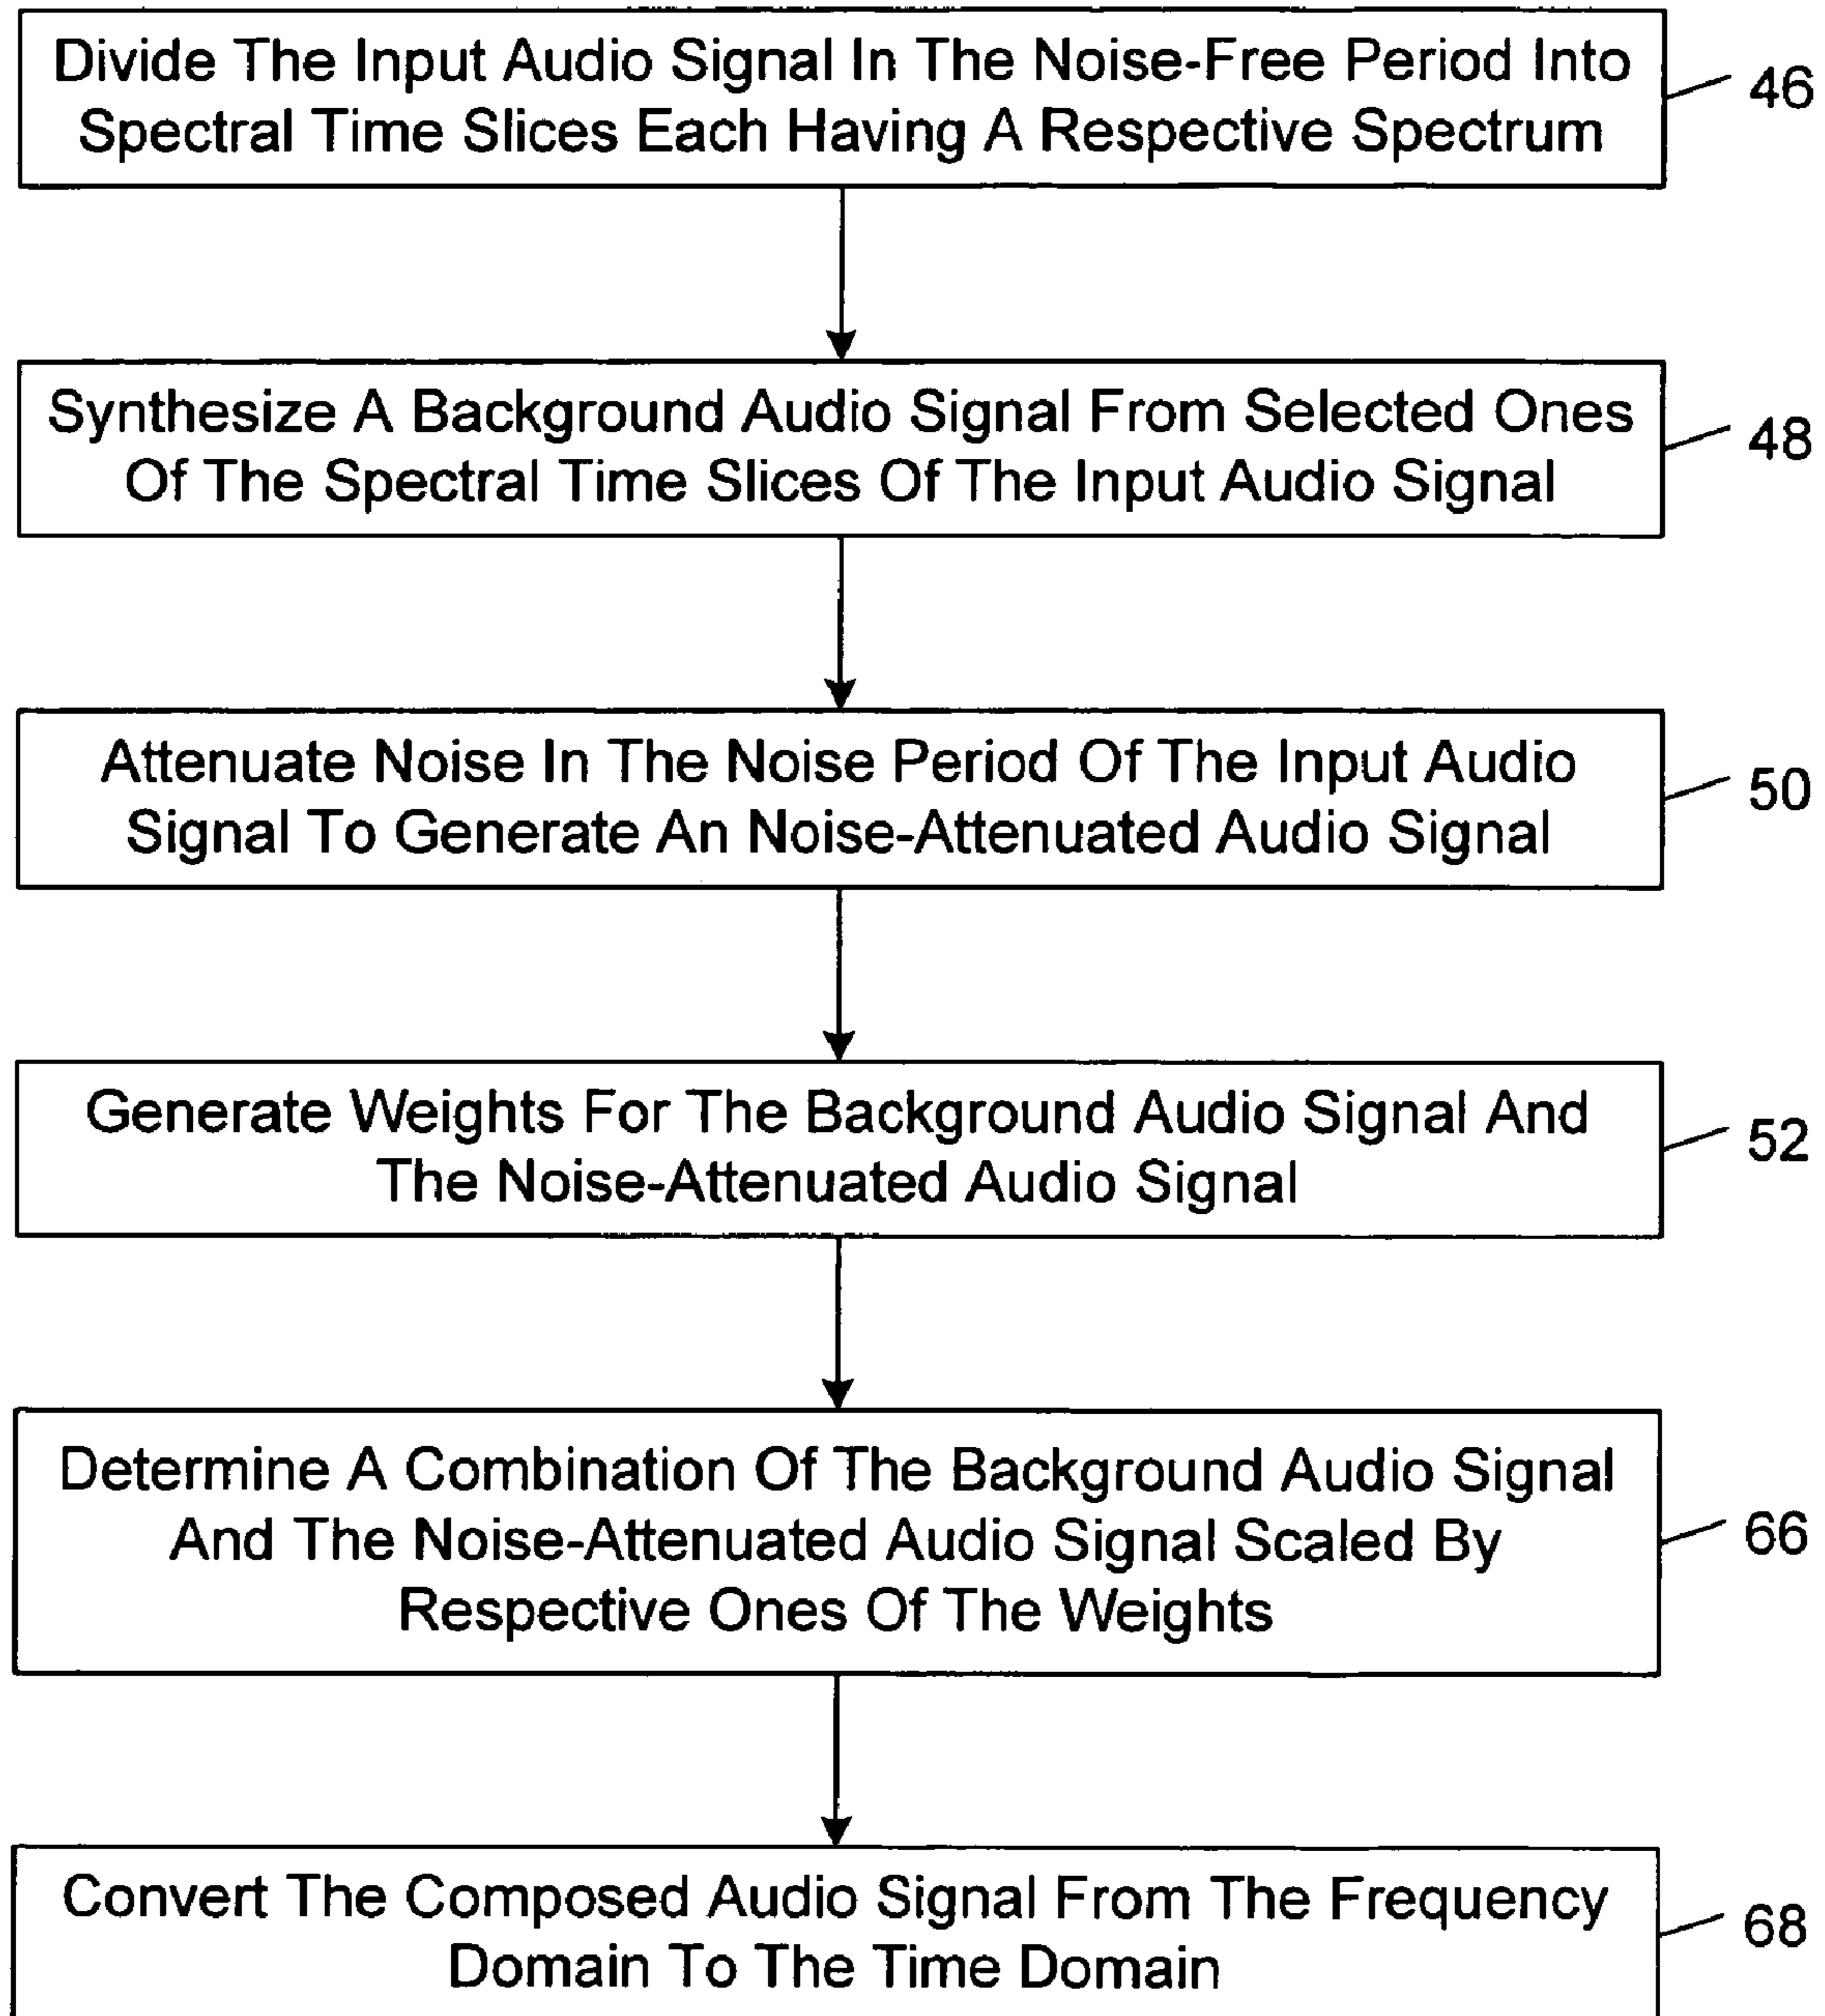 Divide The Input Audio Signal In The Noise-Free Period Into
Spectral Time Slices Each Having A Respective Spectrum
46
Synthesize A Background Audio Signal From Selected Ones
Of The Spectral Time Slices Of The Input Audio Signal
48
Attenuate Noise In The Noise Period Of The Input Audio
Signal To Generate An Noise-Attenuated Audio Signal
50
Generate Weights For The Background Audio Signal And
The Noise-Attenuated Audio Signal
52
Determine A Combination Of The Background Audio Signal
And The Noise-Attenuated Audio Signal Scaled By
Respective Ones Of The Weights
66
Convert The Composed Audio Signal From The Frequency
Domain To The Time Domain
68